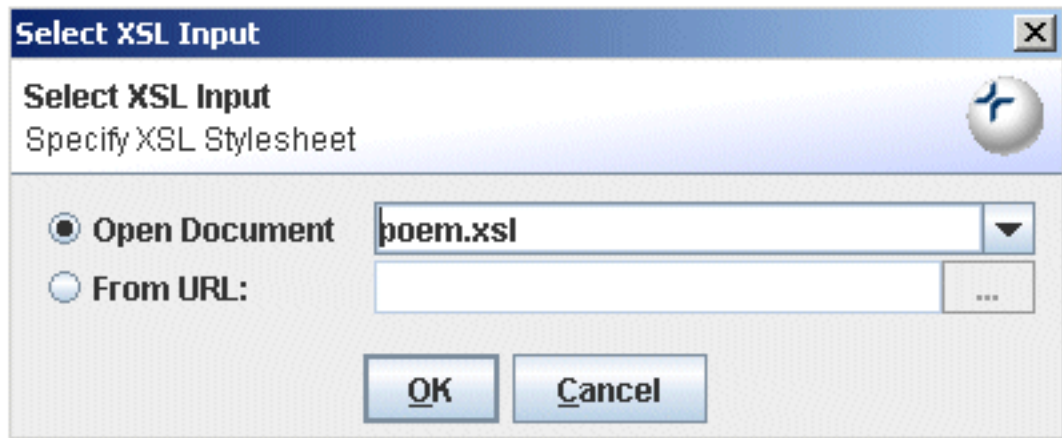 Select XSL Input
Select XSL Input
Specify XSL Stylesheet
Open Document poem.xsl
From URL: ...
OK Cancel